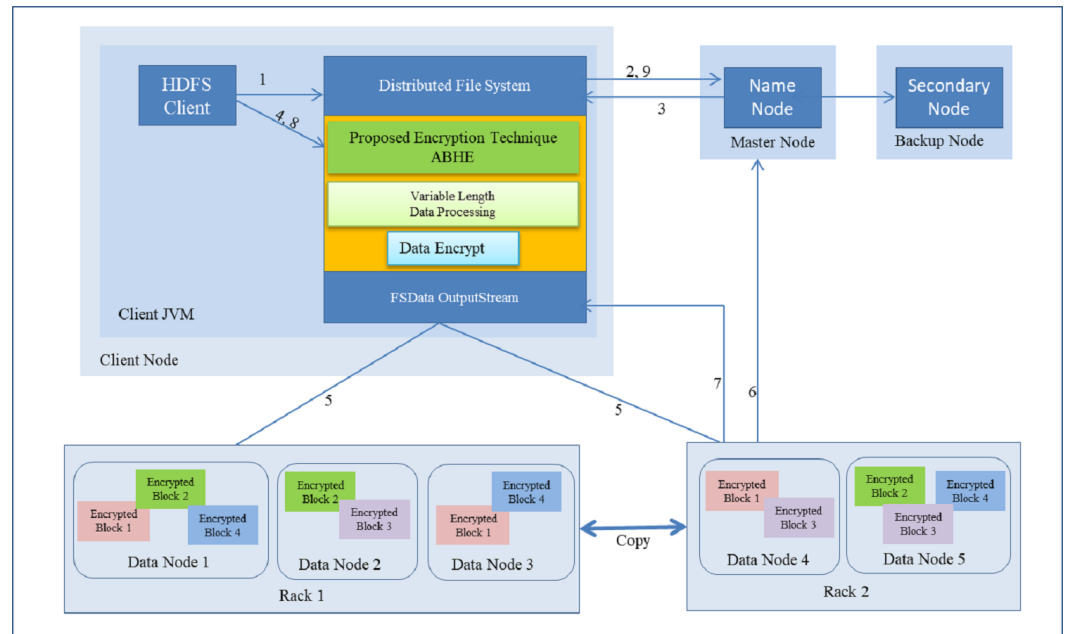 HDFS
Client
1
4, 8
Distributed File System
2, 9
3
Name
Node
Master Node
Secondary
Node
Backup Node
Proposed Encryption Technique
ABHE
Variable Length
Data Processing
Data Encrypt
FSData OutputStream
Client JVM
Client Node
5
5
7
6
Encrypted
Block 1
Encrypted
Block 2
Encrypted
Block 4
Data Node 1
Encrypted
Block 2
Encrypted
Block 3
Data Node 2
Encrypted
Block 4
Encrypted
Block 1
Data Node 3
Rack 1
Copy
Encrypted
Block 1
Encrypted
Block 3
Data Node 4
Encrypted
Block 2
Encrypted
Block 4
Encrypted
Block 3
Data Node 5
Rack 2